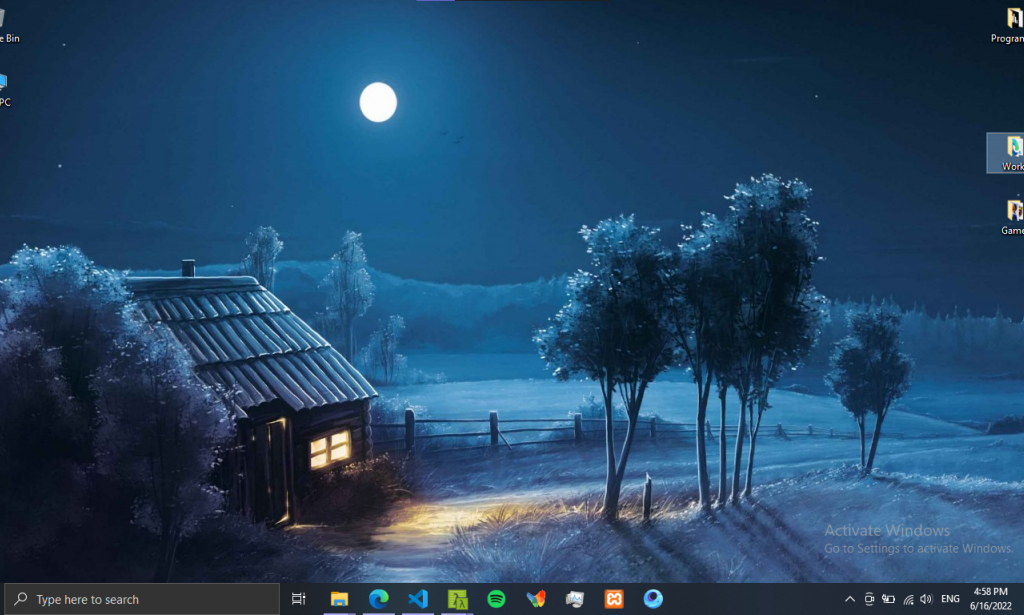 e Bin
PC
Program
Work
Game
Activate Windows
Go to Settings to activate Windows.
Type here to search
ENG
4:58 PM
6/16/2022